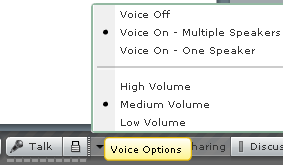 Voice Off
Voice On - Multiple Speakers
Voice On - One Speaker
High Volume
Medium Volume
Low Volume
Talk
Voice Options
haring
Discus